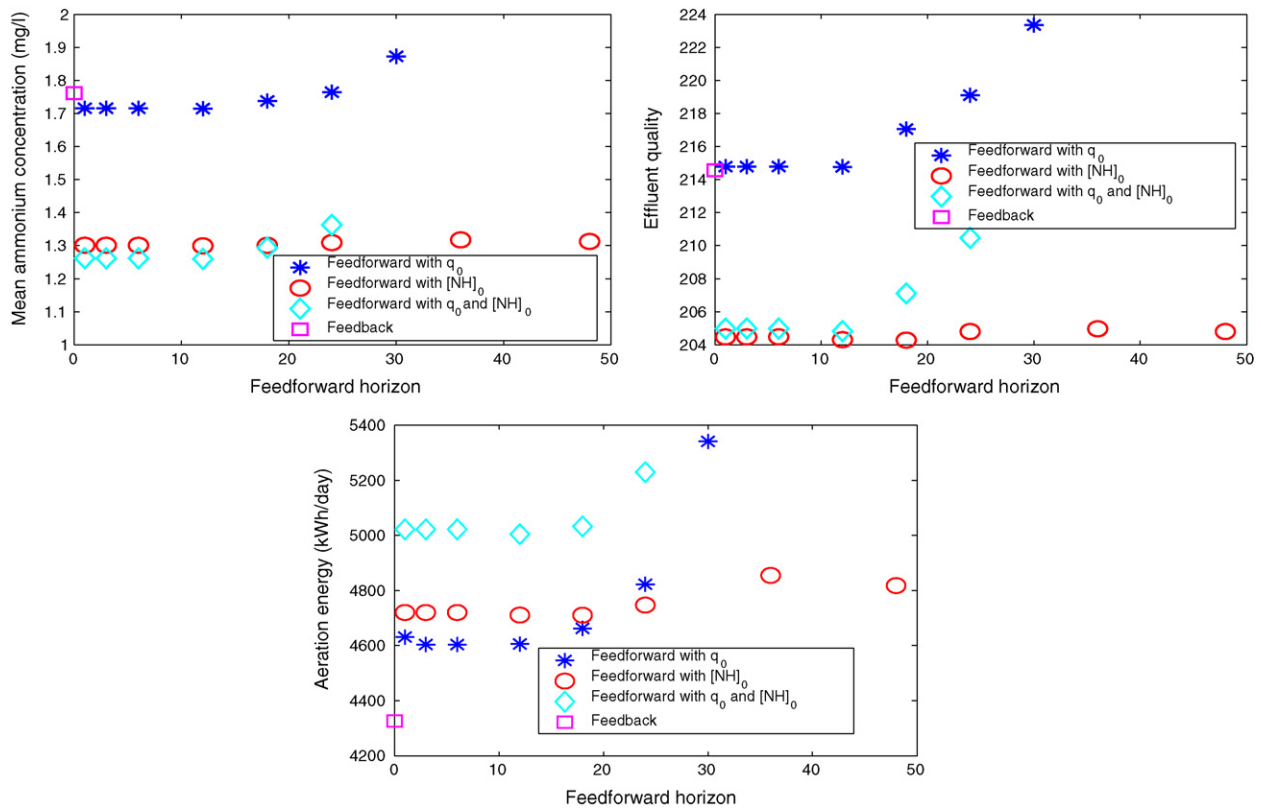 Mean ammonium concentration (mg/l)
2
1.9
1.8
1.7
1.6
1.5
1.4
1.3
1.2
1.1
1
0
10
20
30
40
50
Feedforward horizon
Feedforward with q0
Feedforward with [NH]0
Feedforward with q0and [NH]0
Feedback
Effluent quality
224
222
220
218
216
214
212
210
208
206
204
0
10
20
30
40
50
Feedforward horizon
Feedforward with q0
Feedforward with [NH]0
Feedforward with q0 and [NH]0
Feedback
Aeration energy (kWh/day)
5400
5200
5000
4800
4600
4400
4200
0
10
20
30
40
50
Feedforward horizon
Feedforward with q0
Feedforward with [NH]0
Feedforward with q0 and [NH]0
Feedback